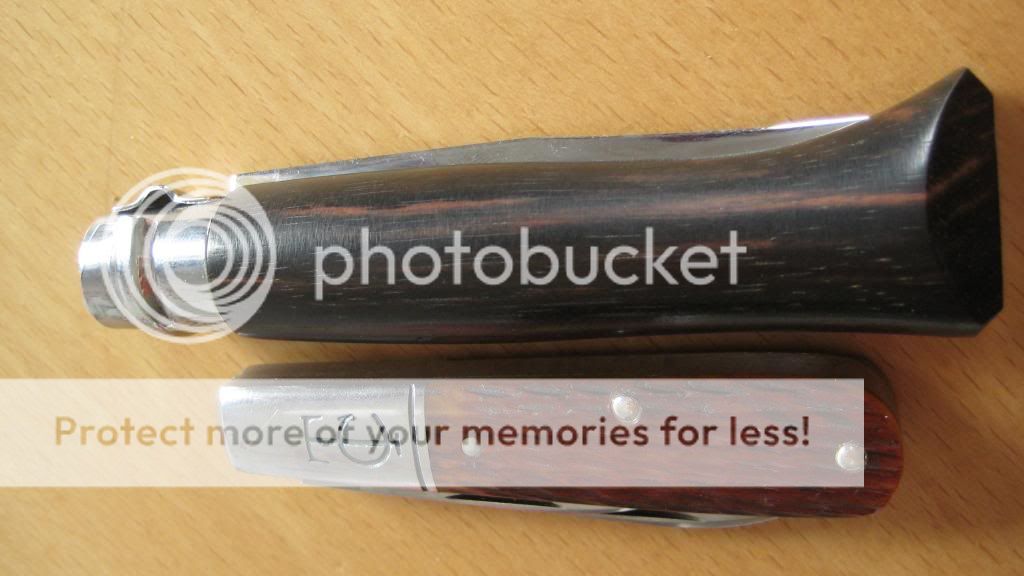 photobucket
Protect more of your memories for less!